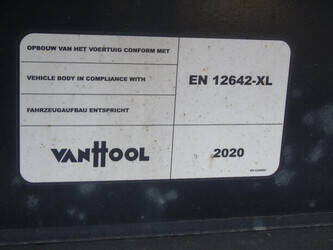 OPBOUW VAN HET VOERTUIG CONFORM MET
VEHICLE BODY IN COMPLIANCE WITH
FAHRZEUGAUFBAU ENTSPRICHT
EN 12642-XL
VANHOOL
2020